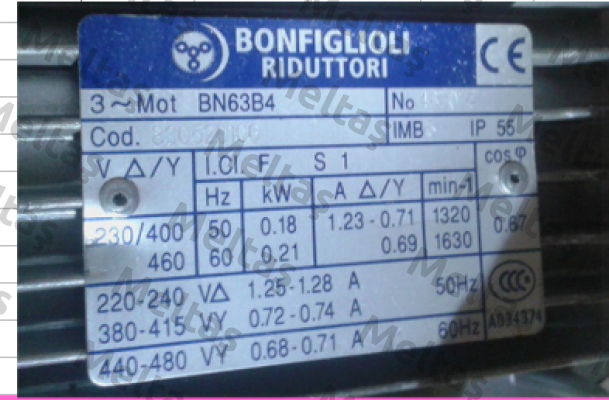 BONFIGLIOLI
RIDUTTORI
CE
3~Mot BN63B4 No
Cod. IMB IP 55
V Δ/Y I.Cl F S 1 cos φ
Hz kW A Δ/Y min-1
230/400 50 0.18 1.23-0.71 1320 0.67
460 60 0.21 0.69 1630
220-240 VΔ 1.25-1.28 A 50Hz CCC
380-415 VY 0.72-0.74 A
440-480 VY 0.68-0.71 A 60Hz A034374
Meltaş